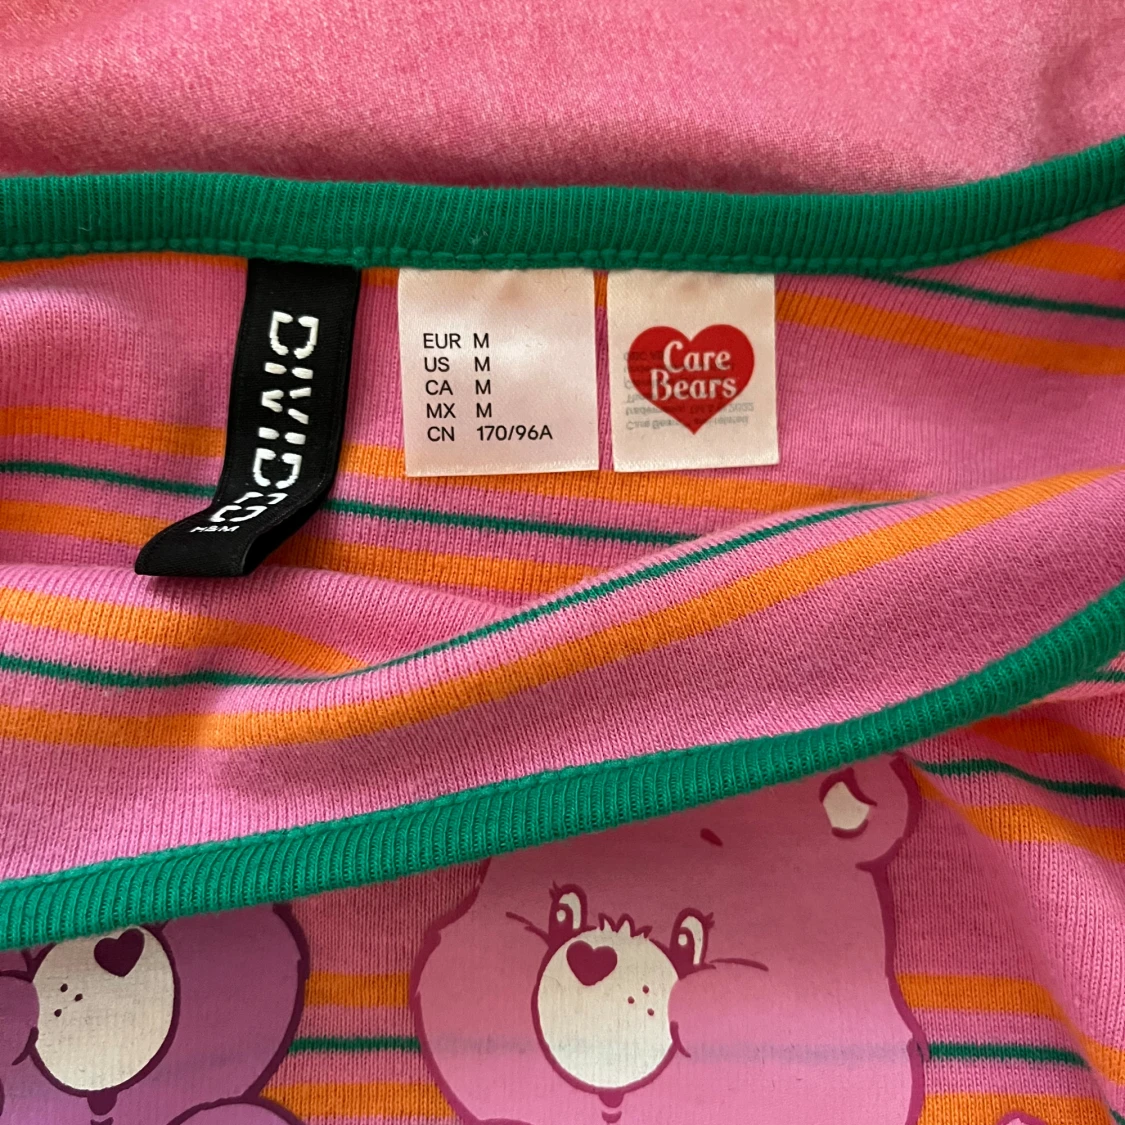 DIVIDED
H&M
EUR M
US M
CA M
MX M
CN 170/96A
Care
Bears